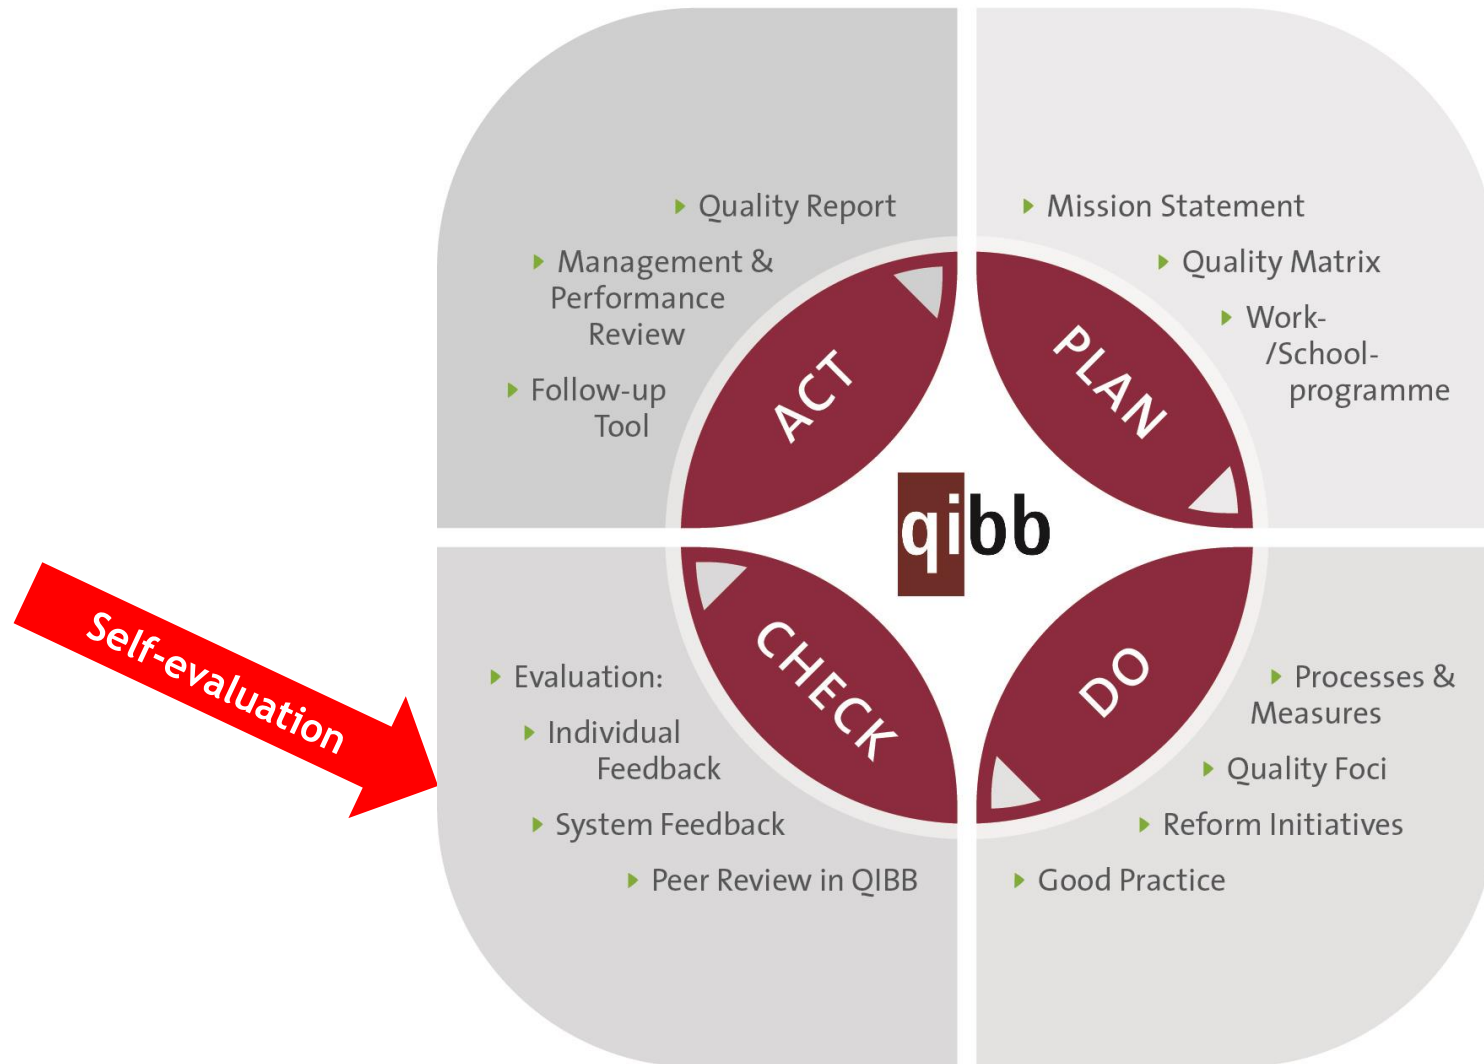 Quality Report
Management &
Performance
Review
Follow-up
Tool
ACT
Mission Statement
Quality Matrix
Work-
/School-
programme
PLAN
qibb
Self-evaluation
Evaluation:
Individual
Feedback
System Feedback
Peer Review in QIBB
CHECK
DO
Processes &
Measures
Quality Foci
Reform Initiatives
Good Practice